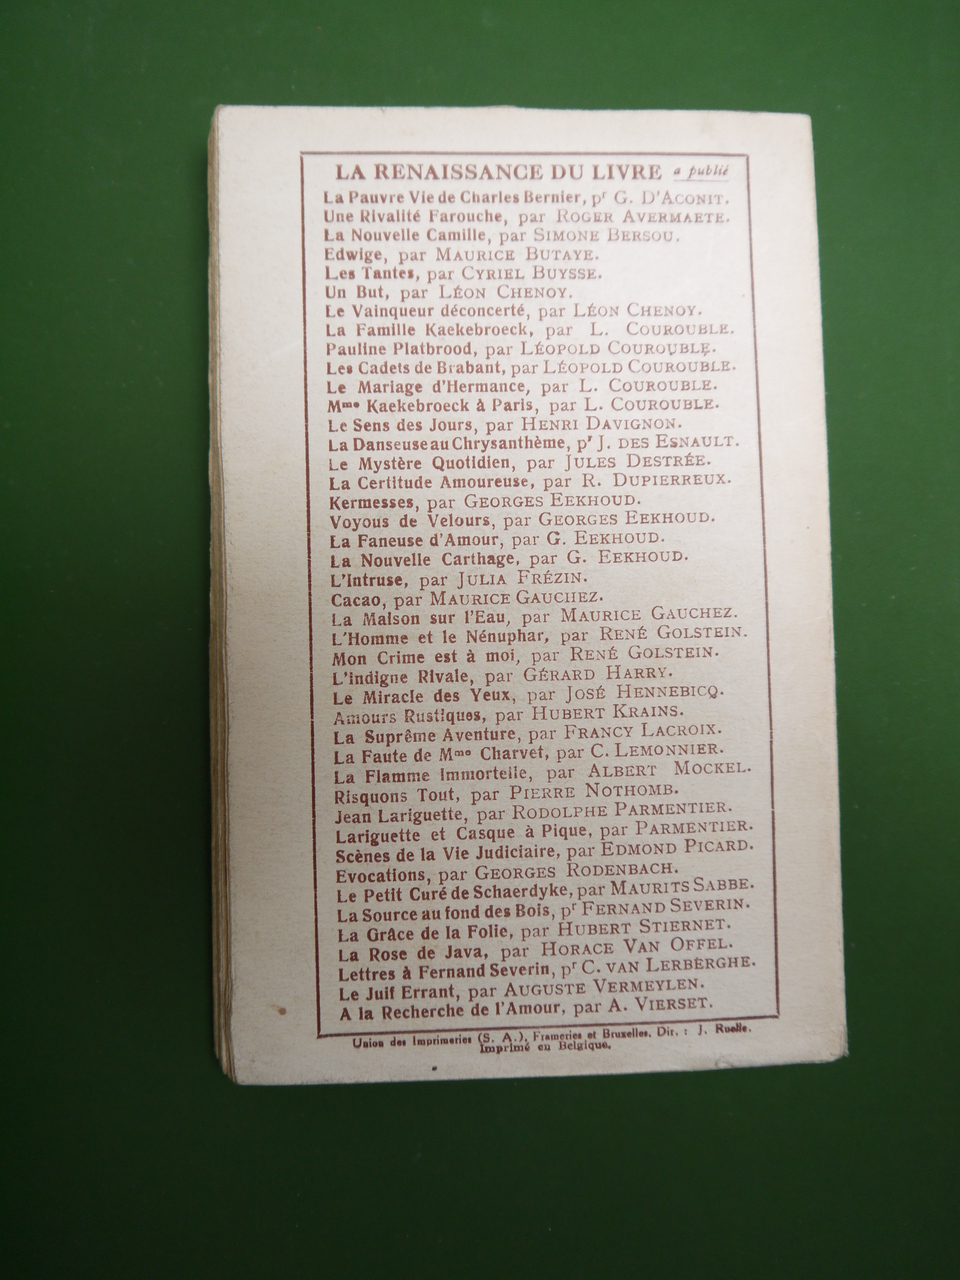 LA RENAISSANCE DU LIVRE a publié
La Pauvre Vie de Charles Bernier, pr G. D'ACONIT.
Une Rivalité Farouche, par ROGER AVERMAETE.
La Nouvelle Camille, par SIMONE BERSOU.
Edwige, par MAURICE BUTAYE.
Les Tantes, par CYRIEL BUYSSE.
Un But, par LÉON CHENOY.
Le Vainqueur déconcerté, par LÉON CHENOY.
La Famille Kaekebroeck, par L. COUROUBLE.
Pauline Platbrood, par LÉOPOLD COUROUBLE.
Les Cadets de Brabant, par LÉOPOLD COUROUBLE.
Le Mariage d'Hermance, par L. COUROUBLE.
Mme Kaekebroeck à Paris, par L. COUROUBLE.
Le Sens des Jours, par HENRI DAVIGNON.
La Danseuse au Chrysanthème, pr J. DES ESNAULT.
Le Mystère Quotidien, par JULES DESTRÉE.
La Certitude Amoureuse, par R. DUPIERREUX.
Kermesses, par GEORGES EEKHOUD.
Voyous de Velours, par GEORGES EEKHOUD.
La Faneuse d'Amour, par G. EEKHOUD.
La Nouvelle Carthage, par G. EEKHOUD.
L'Intruse, par JULIA FRÉZIN.
Cacao, par MAURICE GAUCHEZ.
La Maison sur l'Eau, par MAURICE GAUCHEZ.
L'Homme et le Nénuphar, par RENÉ GOLSTEIN.
Mon Crime est à moi, par RENÉ GOLSTEIN.
L'indigne Rivale, par GÉRARD HARRY.
Le Miracle des Yeux, par JOSÉ HENNEBICQ.
Amours Rustiques, par HUBERT KRAINS.
La Suprême Aventure, par FRANCY LACROIX.
La Faute de Mme Charvet, par C. LEMONNIER.
La Flamme Immortelle, par ALBERT MOCKEL.
Risquons Tout, par PIERRE NOTHOMB.
Jean Lariguette, par RODOLPHE PARMENTIER.
Lariguette et Casque à Pique, par PARMENTIER.
Scènes de la Vie Judiciaire, par EDMOND PICARD.
Evocations, par GEORGES RODENBACH.
Le Petit Curé de Schaerdyke, par MAURITS SABBE.
La Source au fond des Bois, pr FERNAND SEVERIN.
La Grâce de la Folie, par HUBERT STIERNET.
La Rose de Java, par HORACE VAN OFFEL.
Lettres à Fernand Severin, pr C. VAN LERBERGHE.
Le Juif Errant, par AUGUSTE VERMEYLEN.
A la Recherche de l'Amour, par A. VIERSET.
Union des Imprimeries (S. A.), Frameries et Bruxelles. Dir. : J. Ruelle.
Imprimé en Belgique.